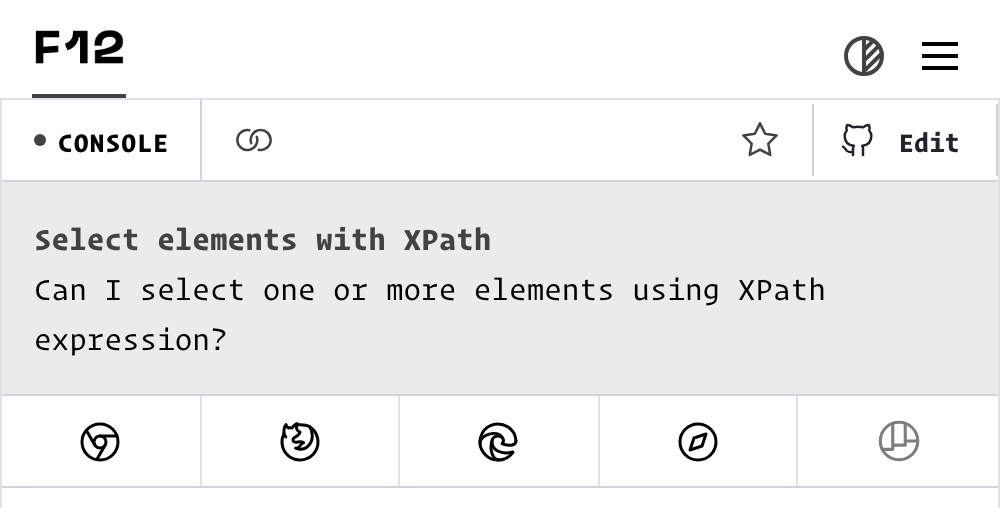 F12
CONSOLE
Edit
Select elements with XPath
Can I select one or more elements using XPath
expression?